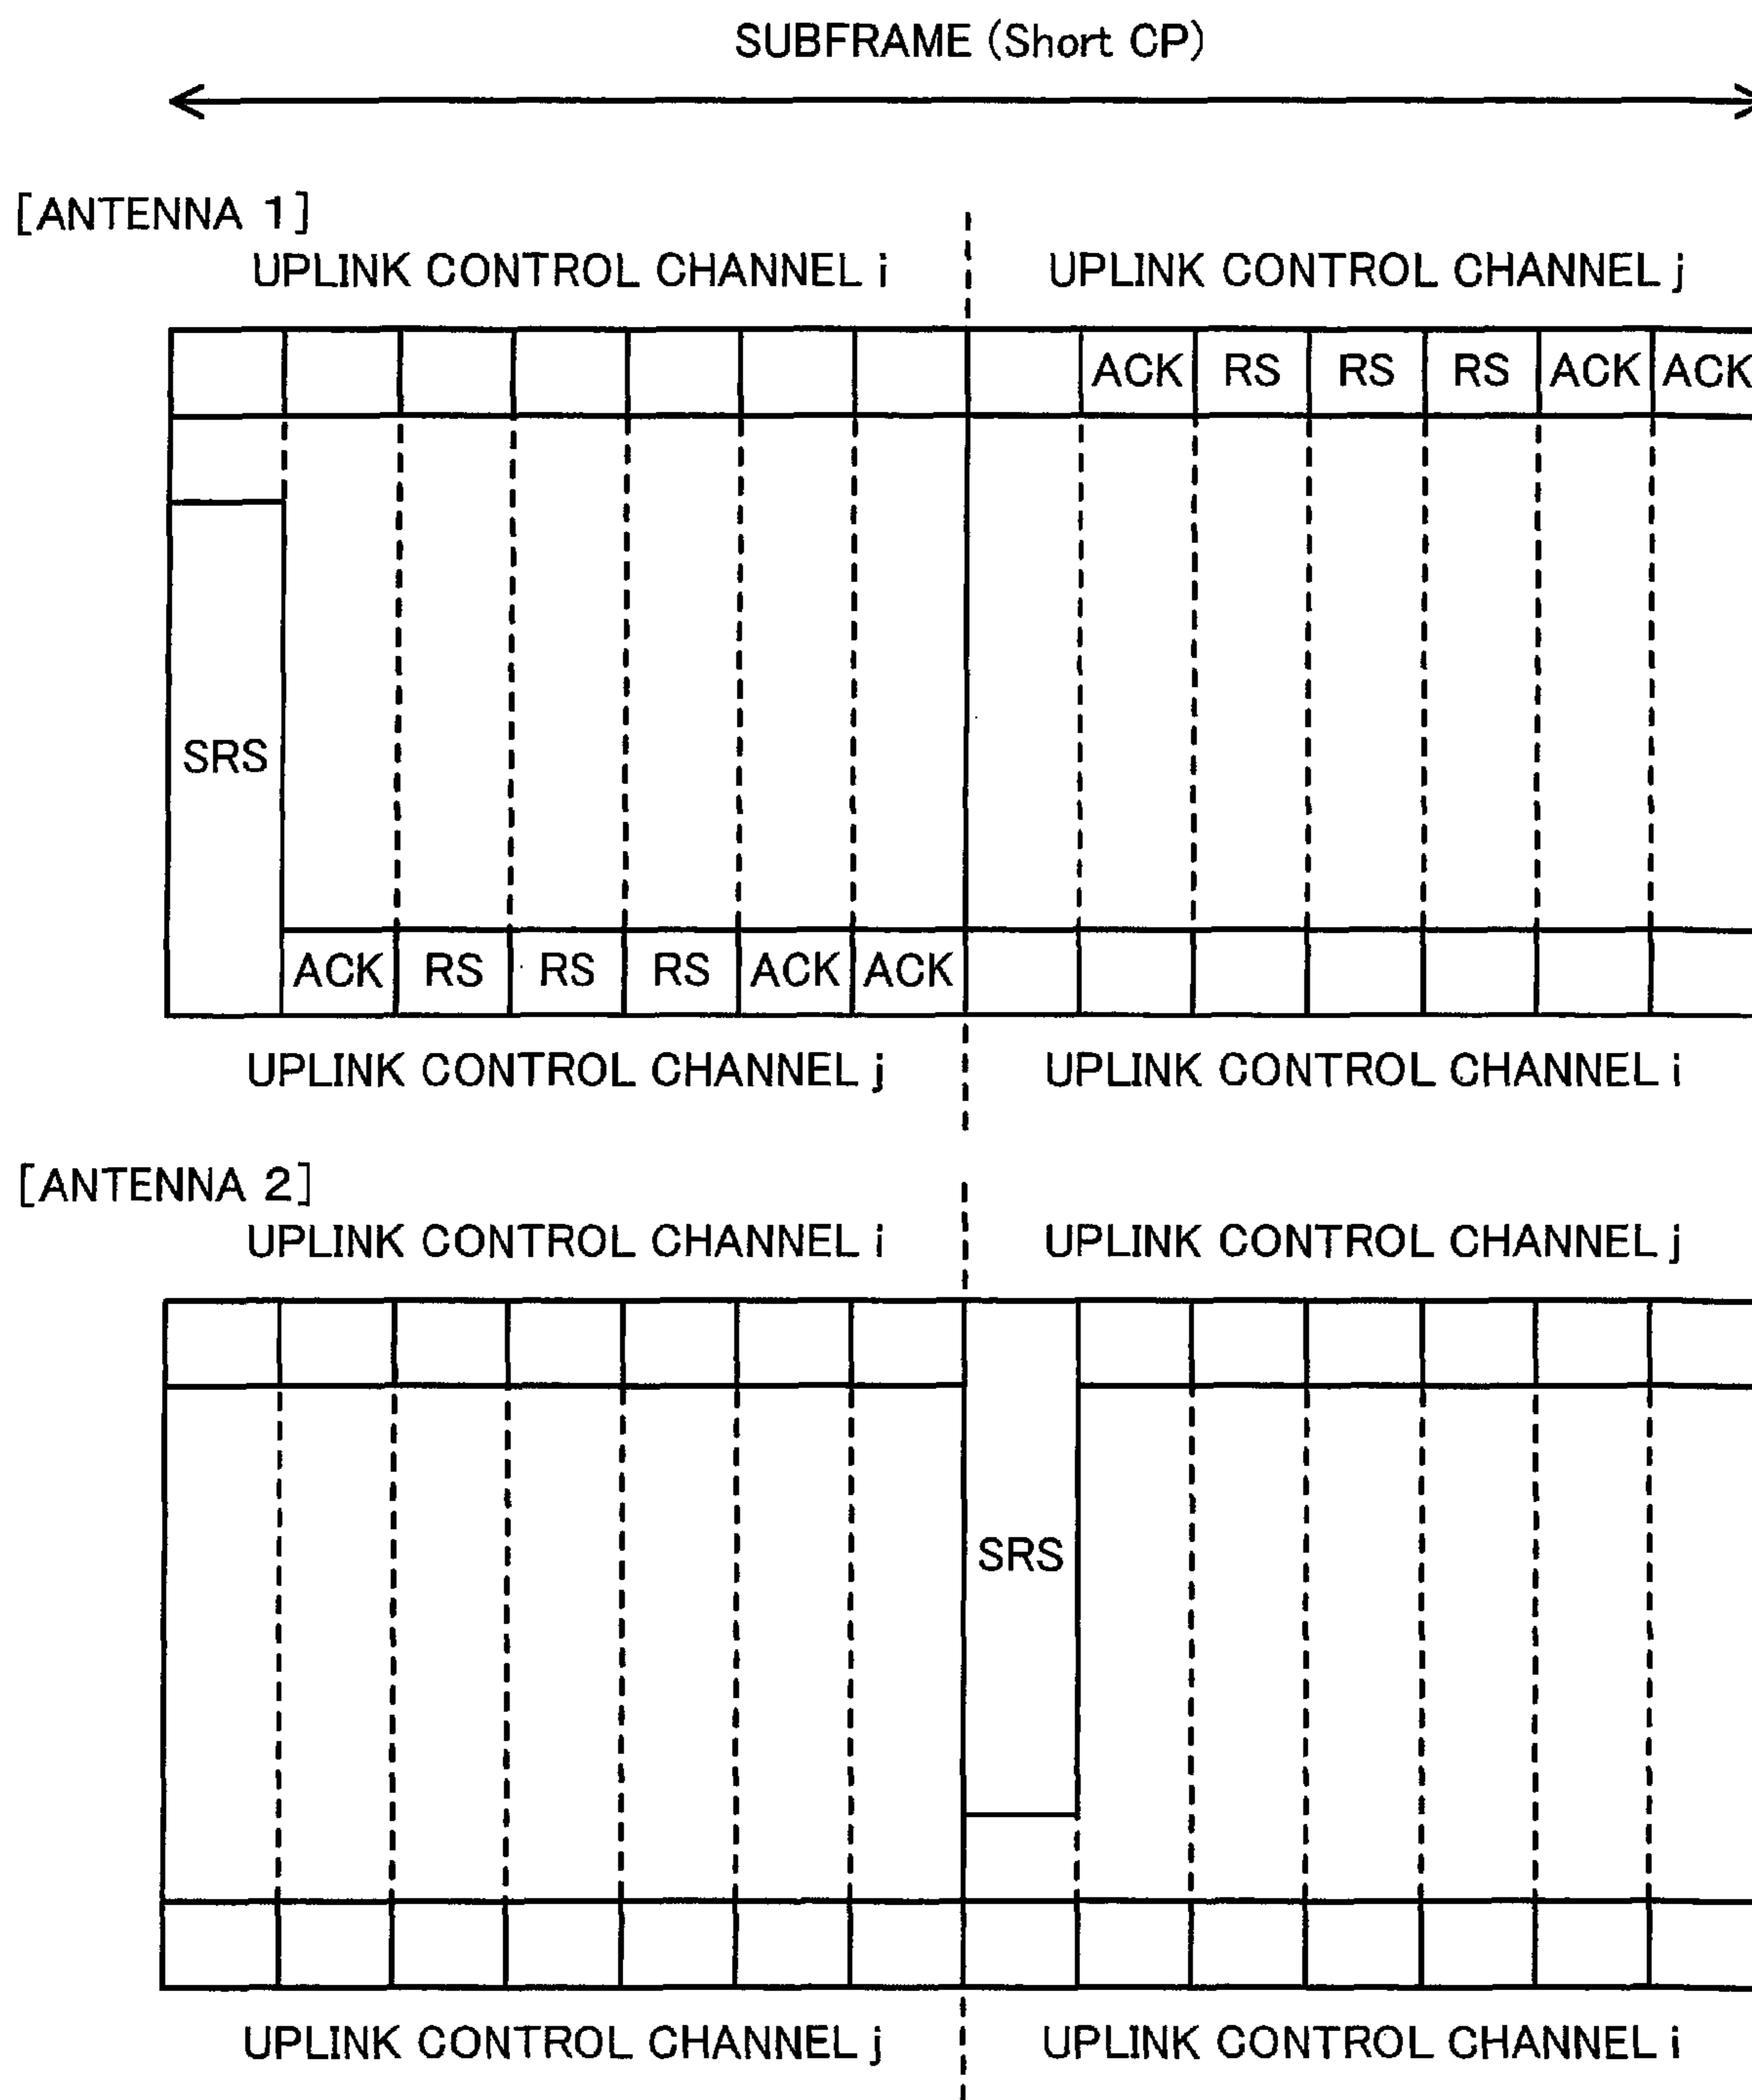 SUBFRAME (Short CP)
[ANTENNA 1]
UPLINK CONTROL CHANNEL i UPLINK CONTROL CHANNEL j
ACK RS RS RS ACK ACK
SRS
ACK RS RS RS ACK ACK
UPLINK CONTROL CHANNEL j UPLINK CONTROL CHANNEL i
[ANTENNA 2]
UPLINK CONTROL CHANNEL i UPLINK CONTROL CHANNEL j
SRS
UPLINK CONTROL CHANNEL j UPLINK CONTROL CHANNEL i